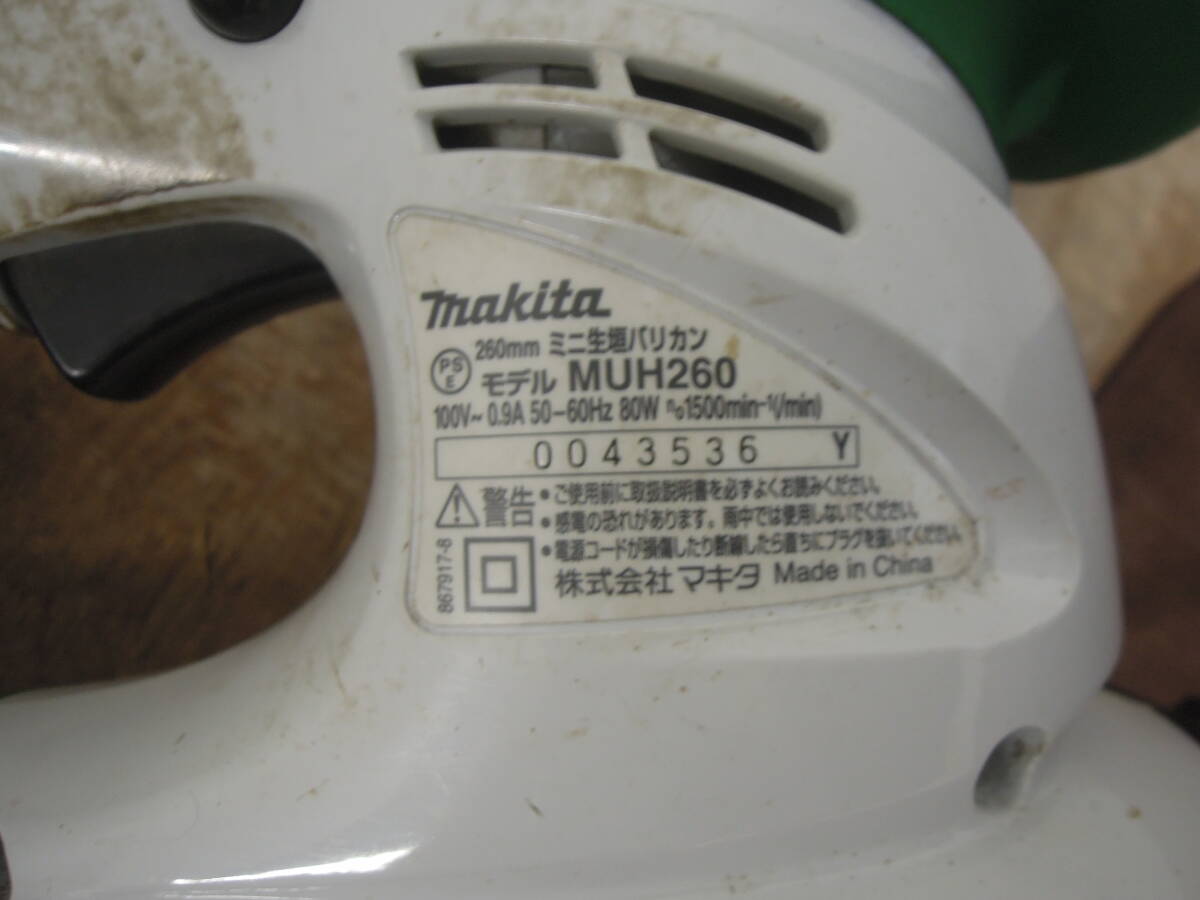 makita
260mm ミニ生垣バリカン
PS E モデル MUH260
100V~ 0.9A 50-60Hz 80W n₀1500min⁻¹(/min)
0043536 Y
警告 •ご使用前に取扱説明書を必ずよくお読みください。
•感電の恐れがあります。雨中では使用しないでください。
•電源コードが損傷したり断線したら直ちにプラグを抜いてください。
株式会社 マキタ Made in China
867917-8